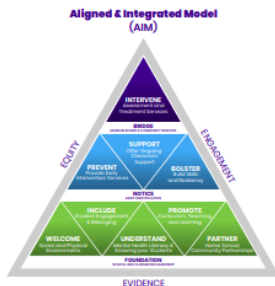 Aligned & Integrated Model
(AIM)
INTERVENE
Assessment and
Treatment Services
BRIDGE
EQUITY
ENGAGEMENT
SUPPORT
Offer Ongoing
Classroom
Support
PREVENT
Provide Early
Intervention Services
BOLSTER
Build Skills
and Resiliency
NOTICE
INCLUDE
Student Engagement
& Belonging
PROMOTE
Curriculum, Teaching
and Learning
WELCOME
Social and Physical
Environments
UNDERSTAND
Mental Health Literacy &
Knowing your Students
PARTNER
Home, School,
Community Partnerships
FOUNDATION
EVIDENCE